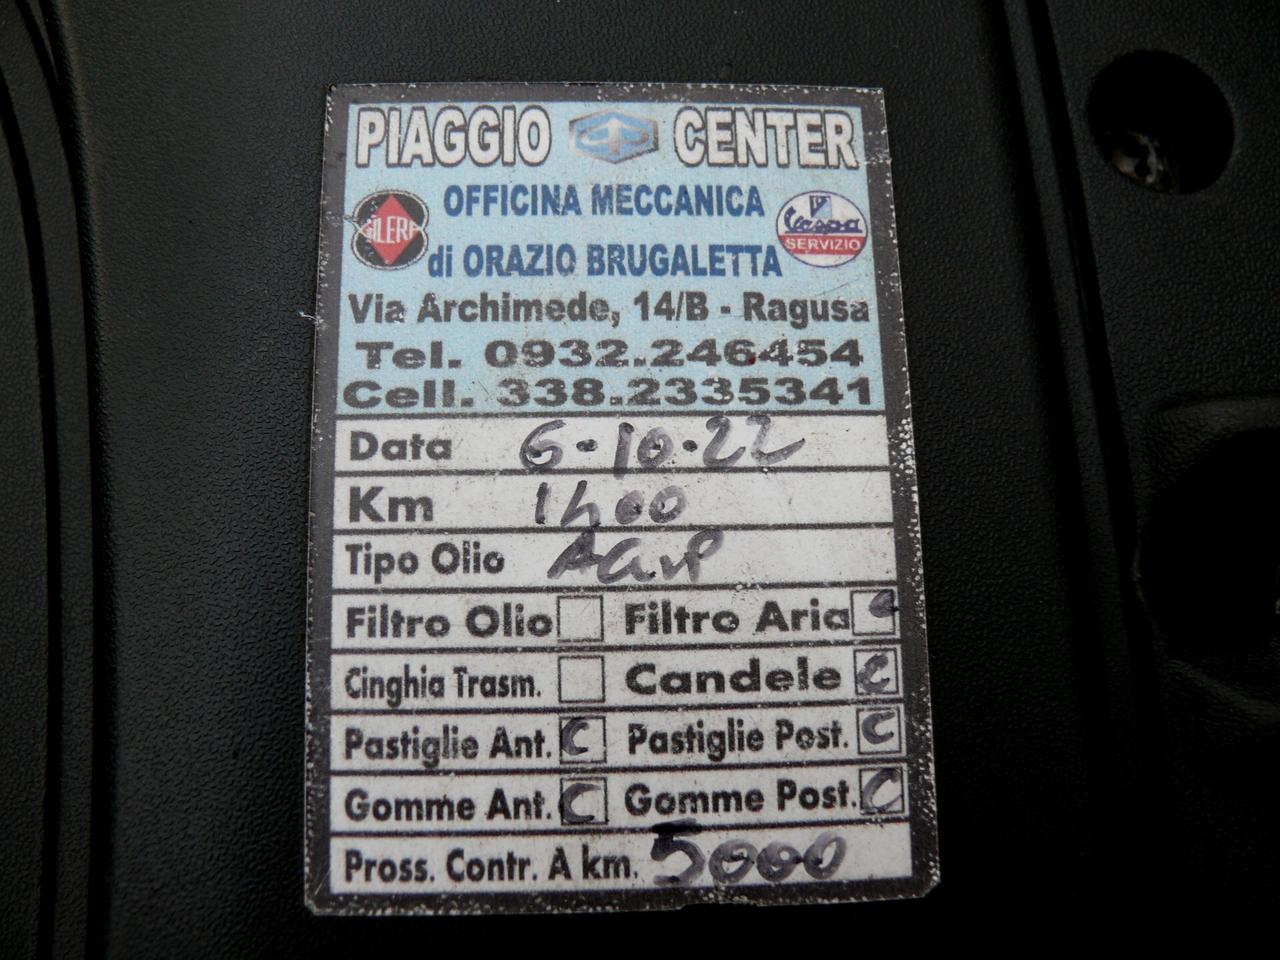 PIAGGIO CENTER
OFFICINA MECCANICA
GILERA
Vespa
SERVIZIO
di ORAZIO BRUGALETTA
Via Archimede, 14/B - Ragusa
Tel. 0932.246454
Cell. 338.2335341
Data 6-10-22
Km 1400
Tipo Olio
Filtro Olio Filtro Aria C
Cinghia Trasm. Candele C
Pastiglie Ant. C Pastiglie Post. C
Gomme Ant. C Gomme Post. C
Pross. Contr. A km. 5000